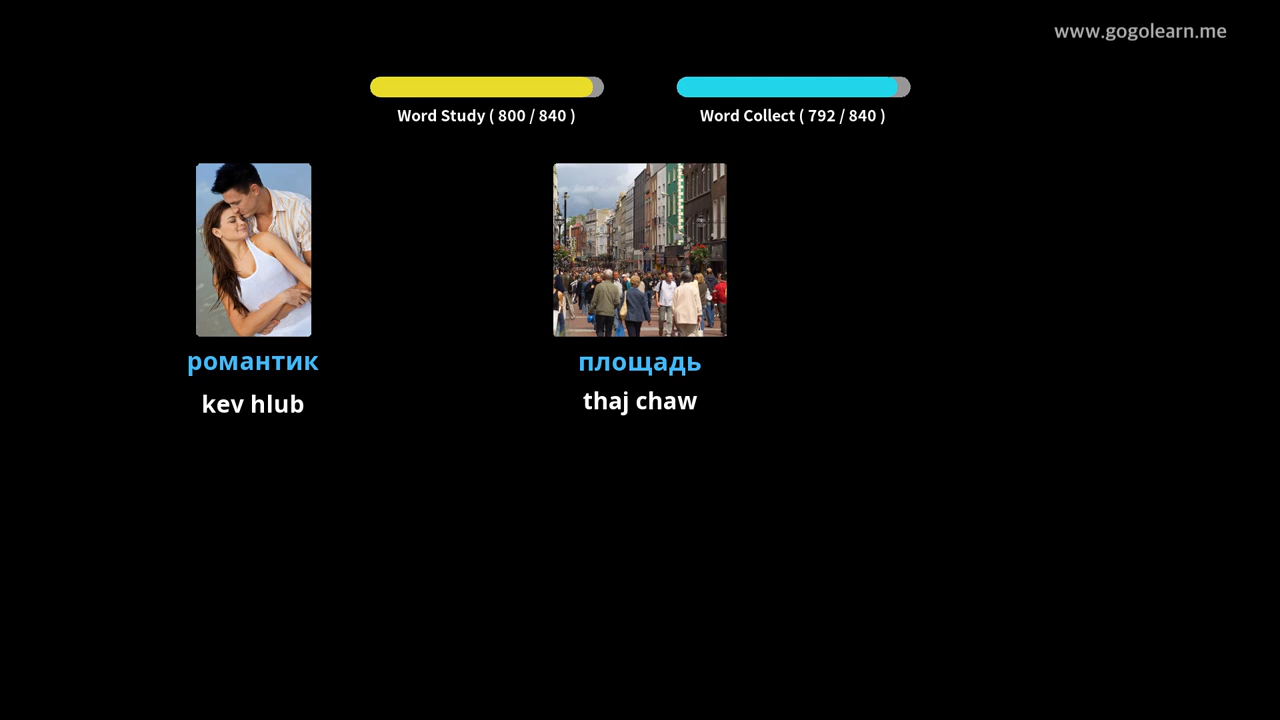 www.gogolearn.me
Word Study ( 800 / 840 )
Word Collect ( 792 / 840 )
романтик
kev hlub
площадь
thaj chaw